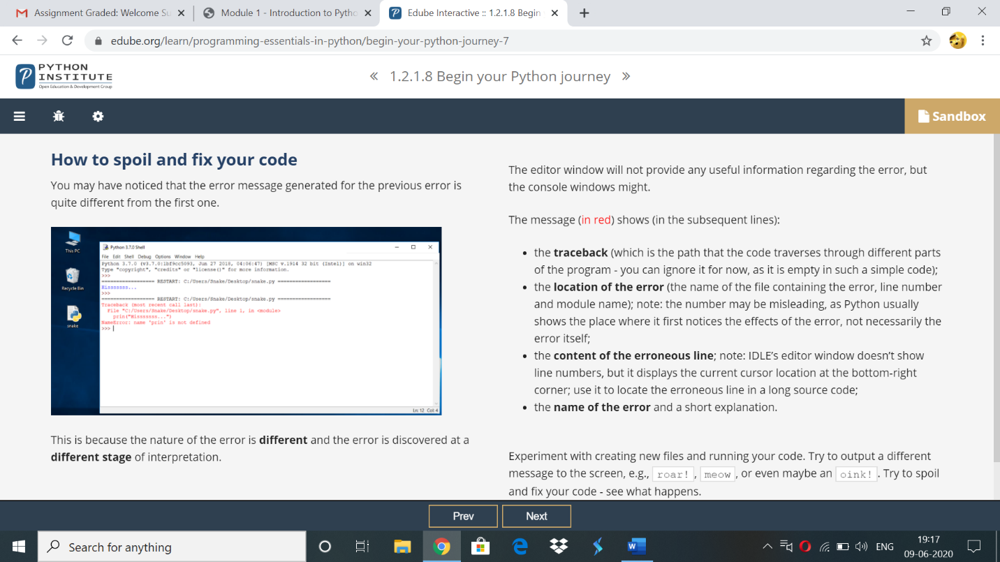 Assignment Graded: Welcome Su
Module 1 - Introduction to Pytho
Edube Interactive :: 1.2.1.8 Begin
edube.org/learn/programming-essentials-in-python/begin-your-python-journey-7
PYTHON
INSTITUTE
Open Education & Development Group
« 1.2.1.8 Begin your Python journey »
Sandbox
How to spoil and fix your code
You may have noticed that the error message generated for the previous error is
quite different from the first one.
This PC
Recycle Bin
snake
Python 3.7.0 Shell
File Edit Shell Debug Options Window Help
Python 3.7.0 (v3.7.0:1bf9cc5093, Jun 27 2018, 04:06:47) [MSC v.1914 32 bit (Intel)] on win32
Type "copyright", "credits" or "license()" for more information.
>>>
================== RESTART: C:/Users/Snake/Desktop/snake.py ==================
Hisssssss...
>>>
================== RESTART: C:/Users/Snake/Desktop/snake.py ==================
Traceback (most recent call last):
File "C:/Users/Snake/Desktop/snake.py", line 1, in <module>
prin("Hisssssss...")
NameError: name 'prin' is not defined
>>>
Ln: 12 Col: 4
This is because the nature of the error is different and the error is discovered at a
different stage of interpretation.
The editor window will not provide any useful information regarding the error, but
the console windows might.
The message (in red) shows (in the subsequent lines):
• the traceback (which is the path that the code traverses through different parts
of the program - you can ignore it for now, as it is empty in such a simple code);
• the location of the error (the name of the file containing the error, line number
and module name); note: the number may be misleading, as Python usually
shows the place where it first notices the effects of the error, not necessarily the
error itself;
• the content of the erroneous line; note: IDLE's editor window doesn't show
line numbers, but it displays the current cursor location at the bottom-right
corner; use it to locate the erroneous line in a long source code;
• the name of the error and a short explanation.
Experiment with creating new files and running your code. Try to output a different
message to the screen, e.g., roar! , meow , or even maybe an oink! . Try to spoil
and fix your code - see what happens.
Prev
Next
Search for anything
ENG
19:17
09-06-2020